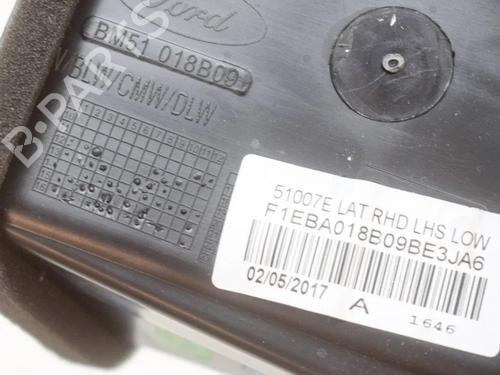 Ford
BM51 018B09
BLW/CMW/DLW
B-PARTS
51007E LAT RHD LHS LOW
F1EBA018B09BE3JA6
02/05/2017 A 1646